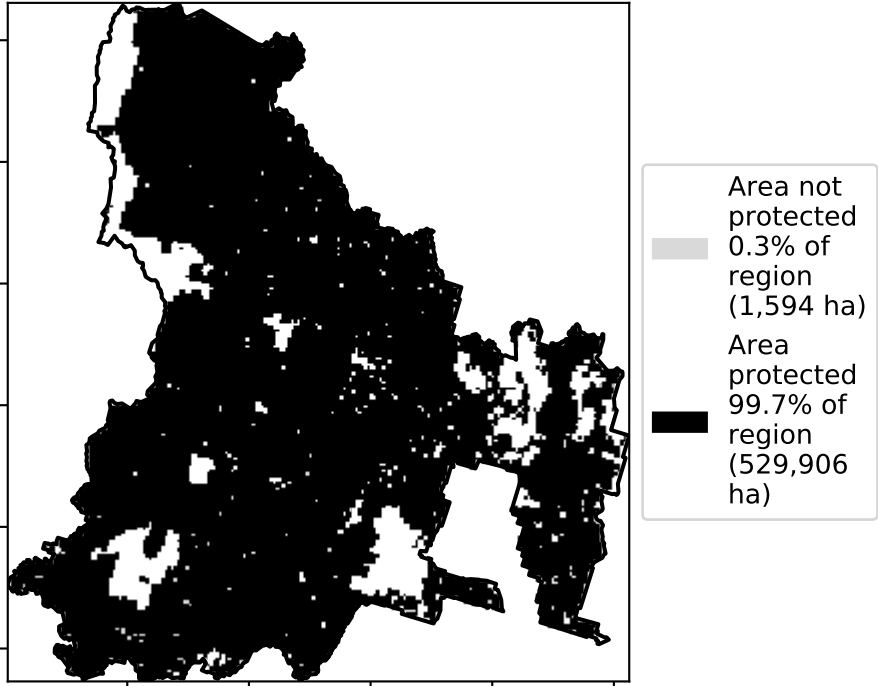 Area not
protected
0.3% of
region
(1,594 ha)
Area
protected
99.7% of
region
(529,906
ha)